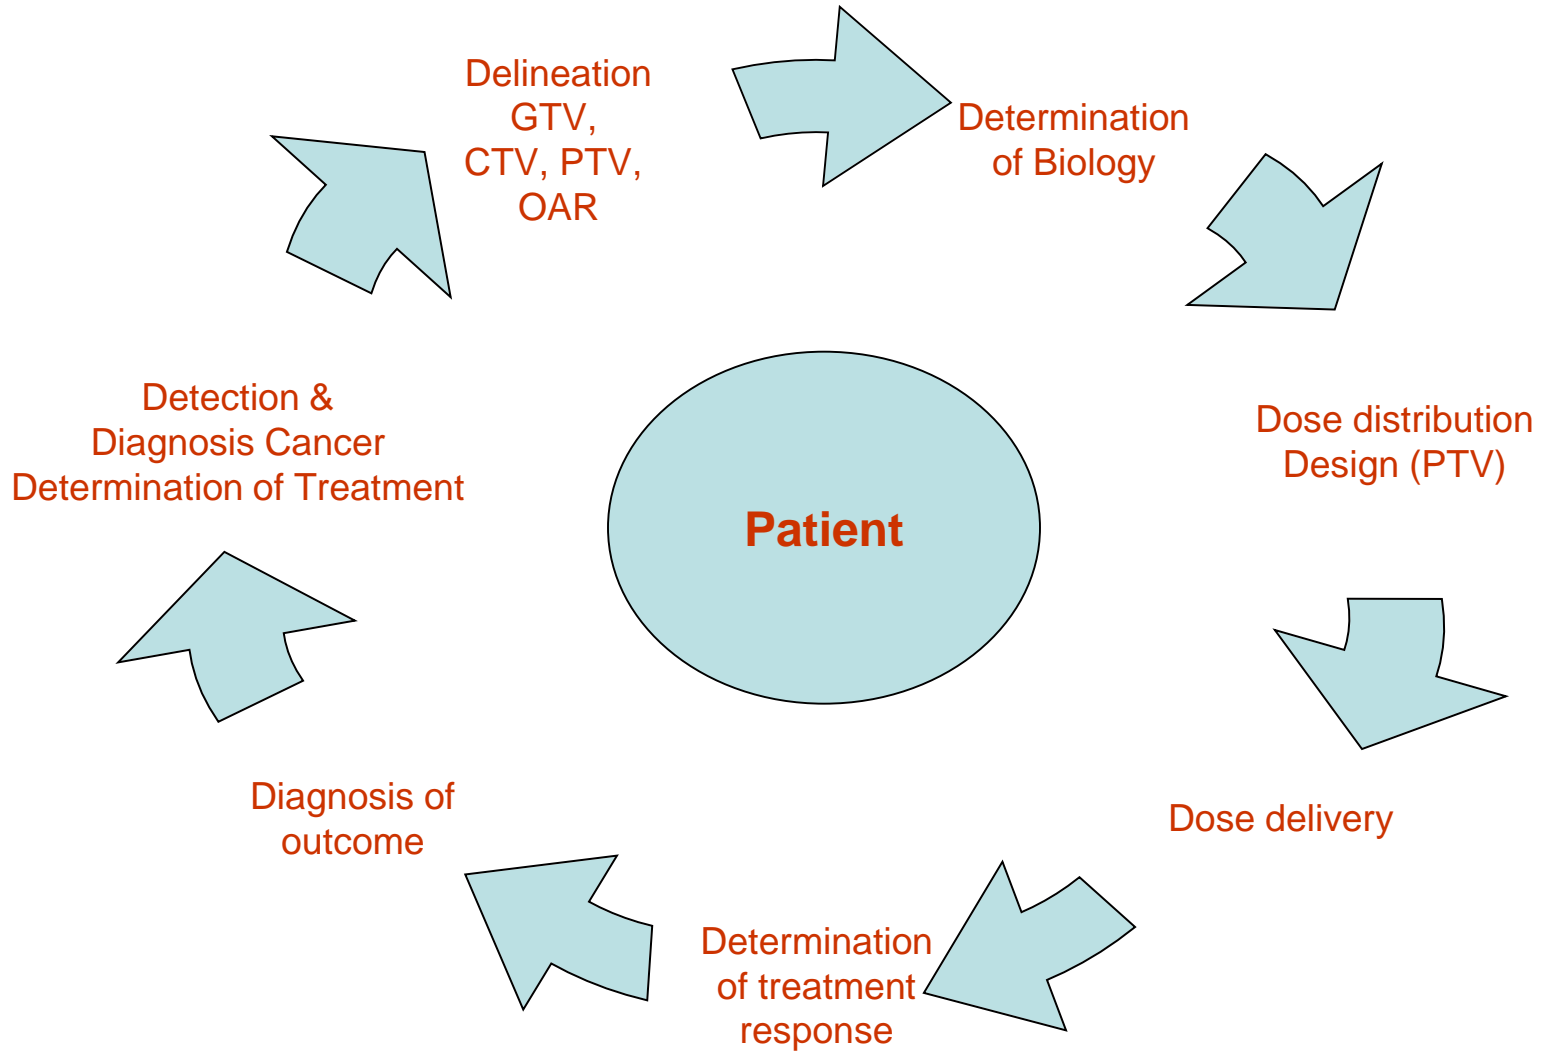 Delineation
GTV,
CTV, PTV,
OAR
Determination
of Biology
Dose distribution
Design (PTV)
Dose delivery
Determination
of treatment
response
Diagnosis of
outcome
Detection &
Diagnosis Cancer
Determination of Treatment
Patient